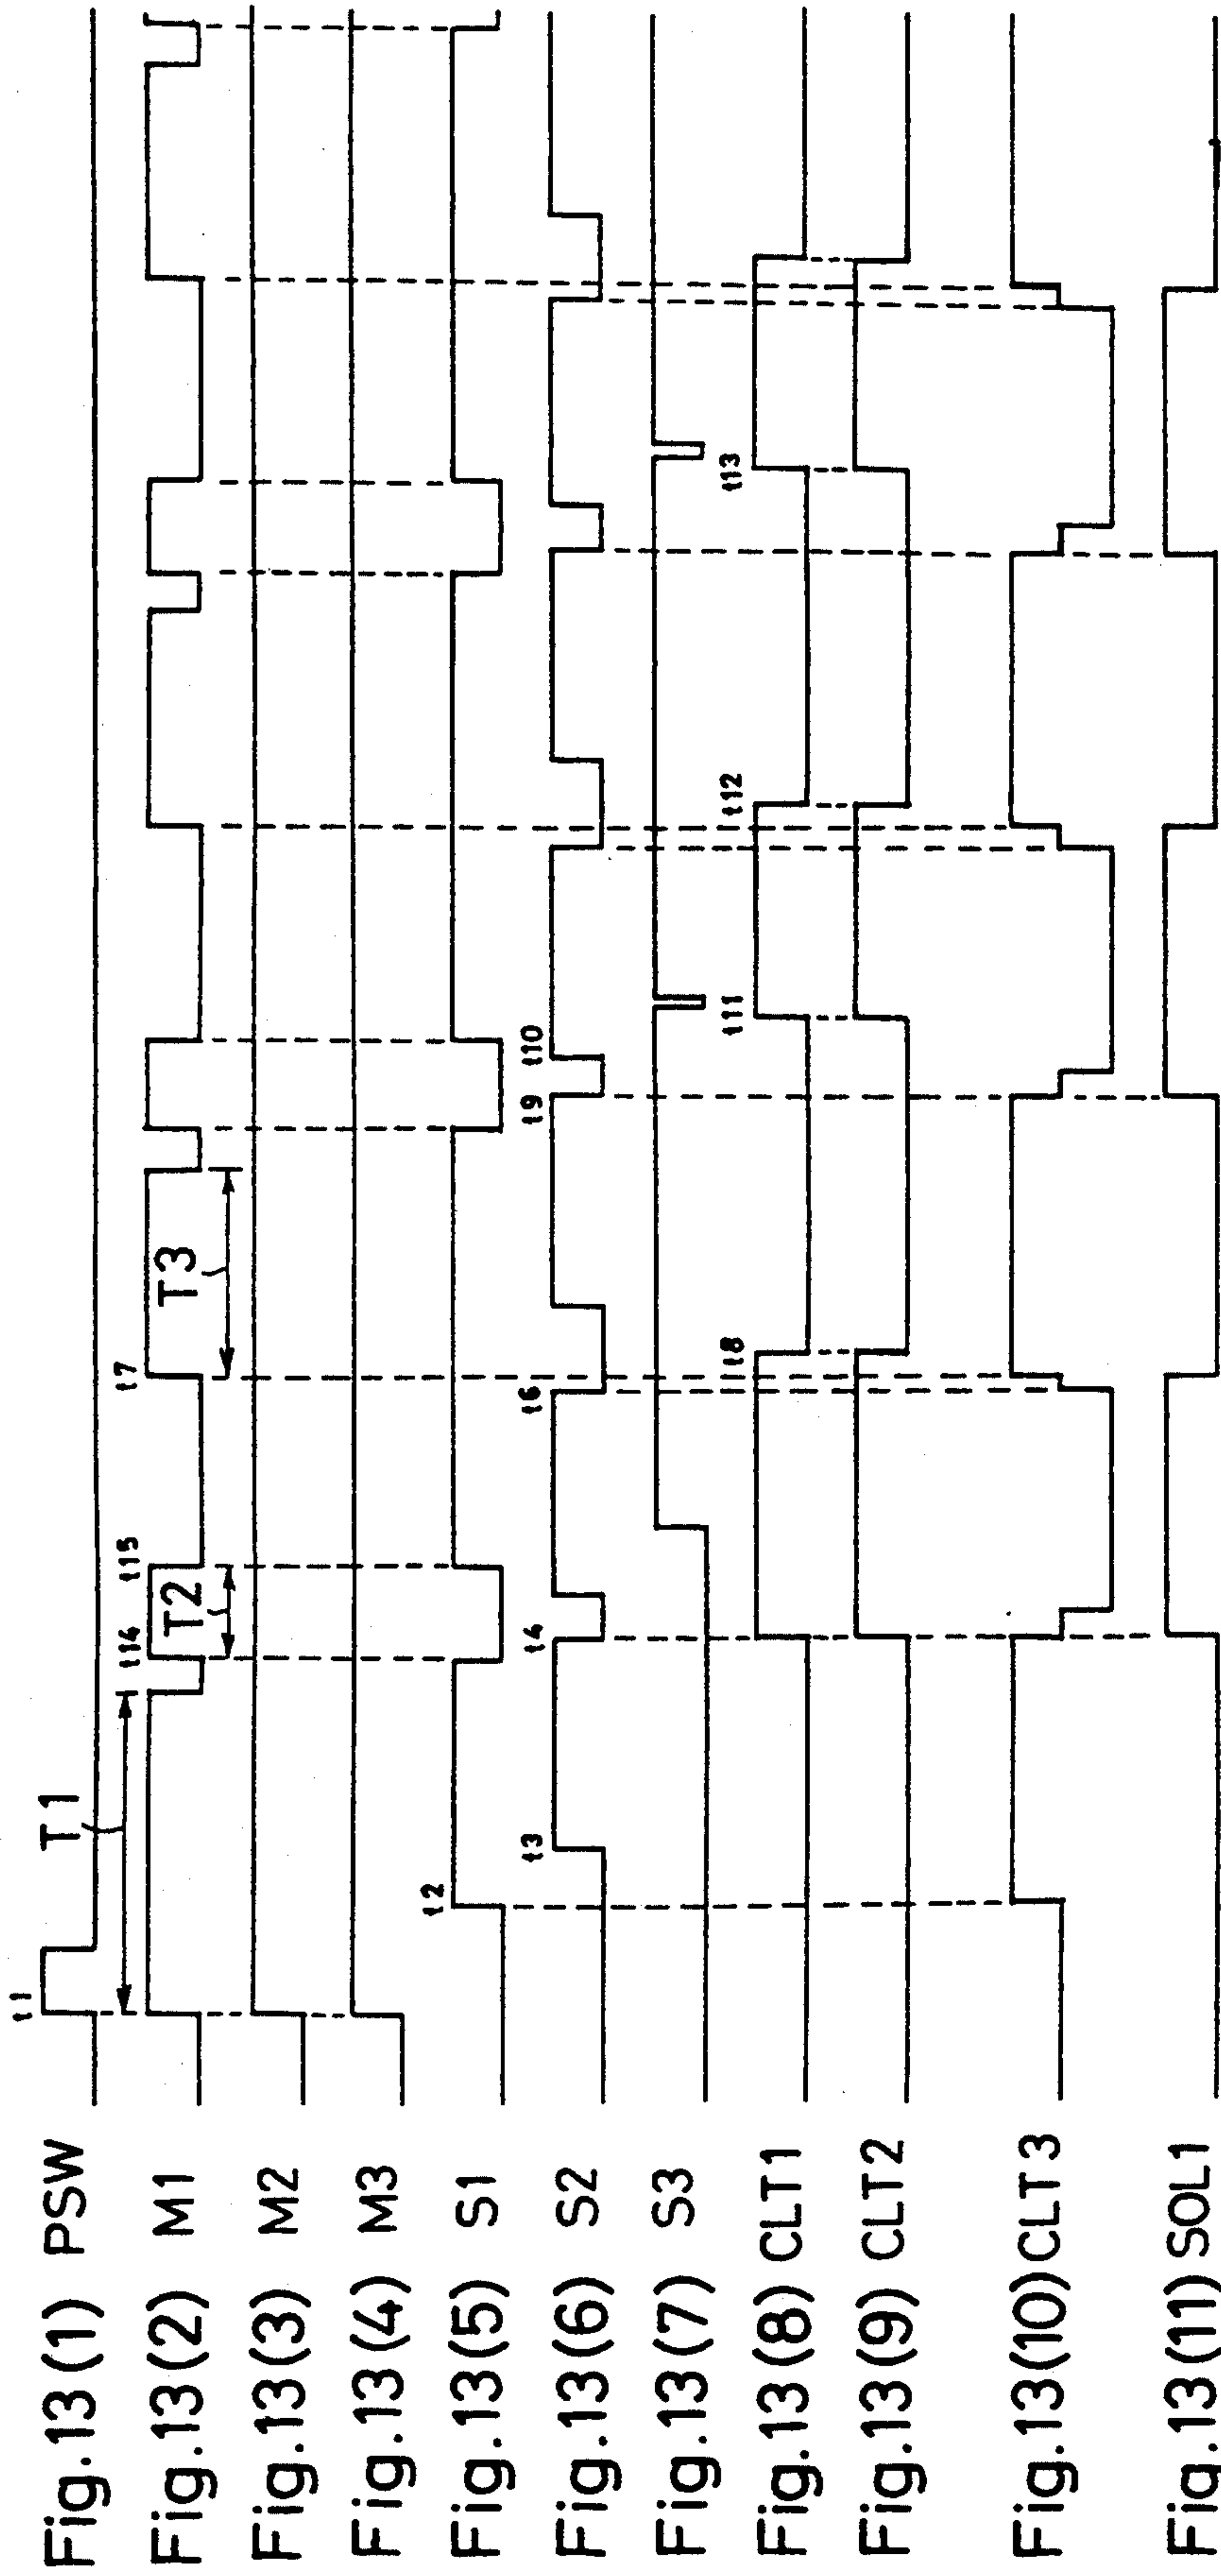 Fig.13(1) PSW
t1
T1
Fig.13(2) M1
t14
t15
T2
t7
T3
Fig.13(3) M2
Fig.13(4) M3
Fig.13(5) S1
t2
Fig.13(6) S2
t3
t4
t6
t9
t10
Fig.13(7) S3
Fig.13(8) CLT1
t8
t11
t12
t13
Fig.13(9) CLT2
Fig.13(10) CLT3
Fig.13(11) SOL1